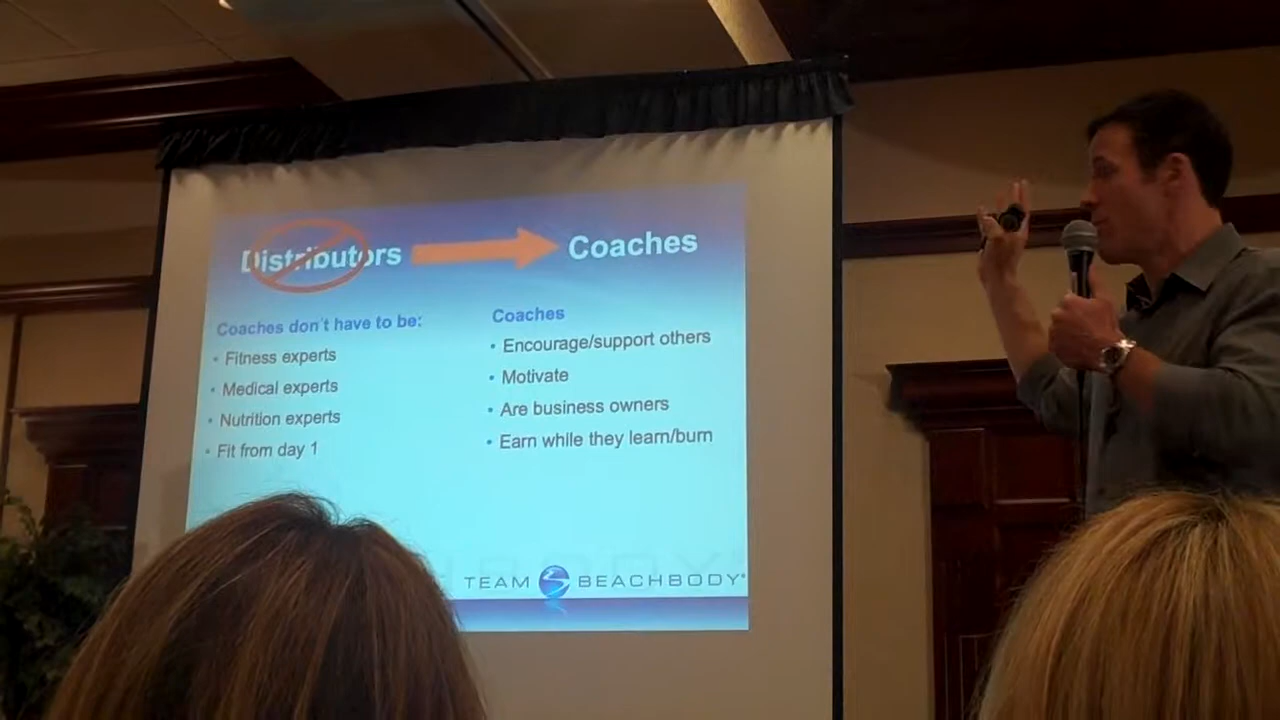 Distributors
Coaches
Coaches don't have to be:
• Fitness experts
• Medical experts
• Nutrition experts
• Fit from day 1
Coaches
• Encourage/support others
• Motivate
• Are business owners
• Earn while they learn/burn
TEAM BEACHBODY®